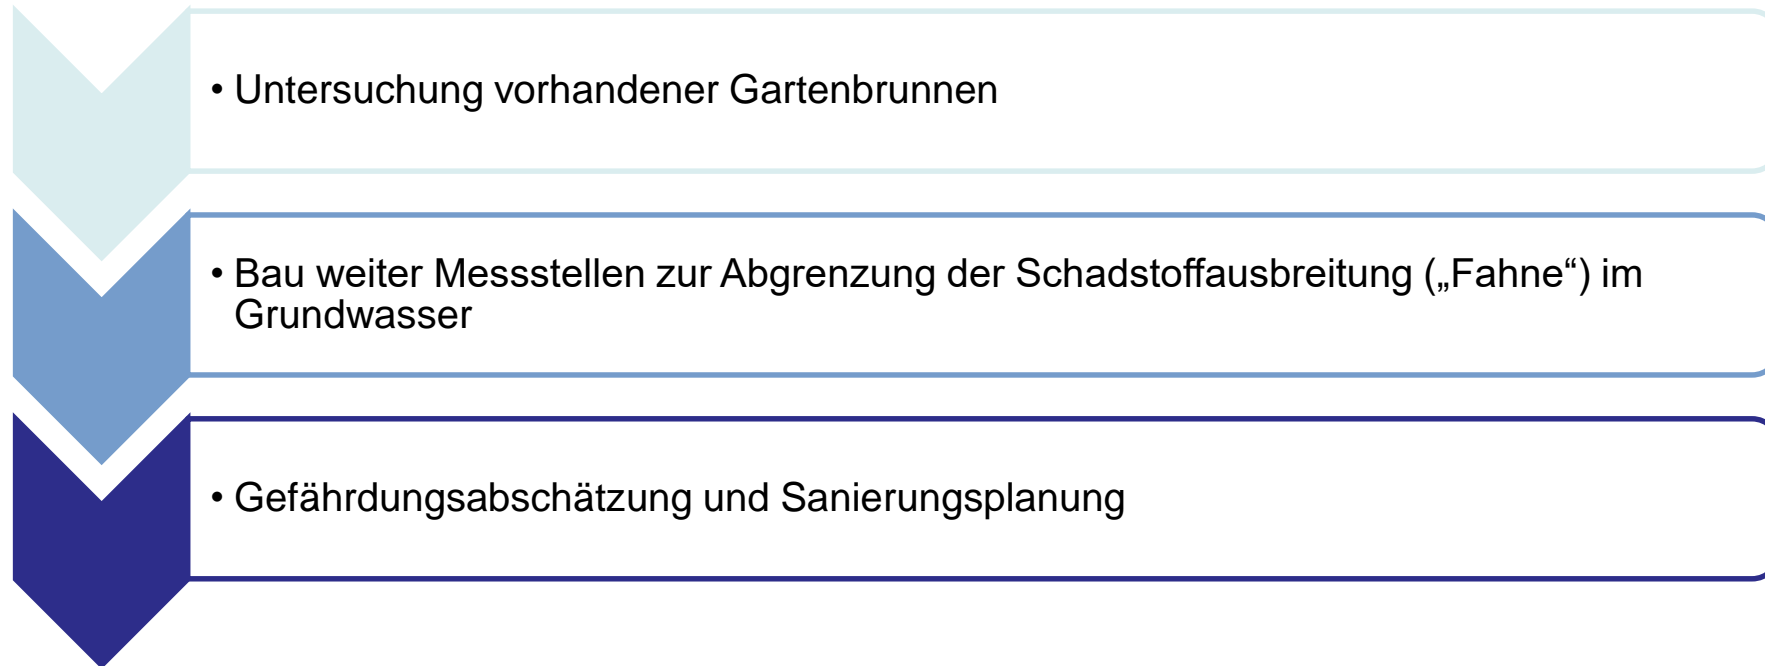 • Untersuchung vorhandener Gartenbrunnen
• Bau weiter Messstellen zur Abgrenzung der Schadstoffausbreitung („Fahne“) im
Grundwasser
• Gefährdungsabschätzung und Sanierungsplanung